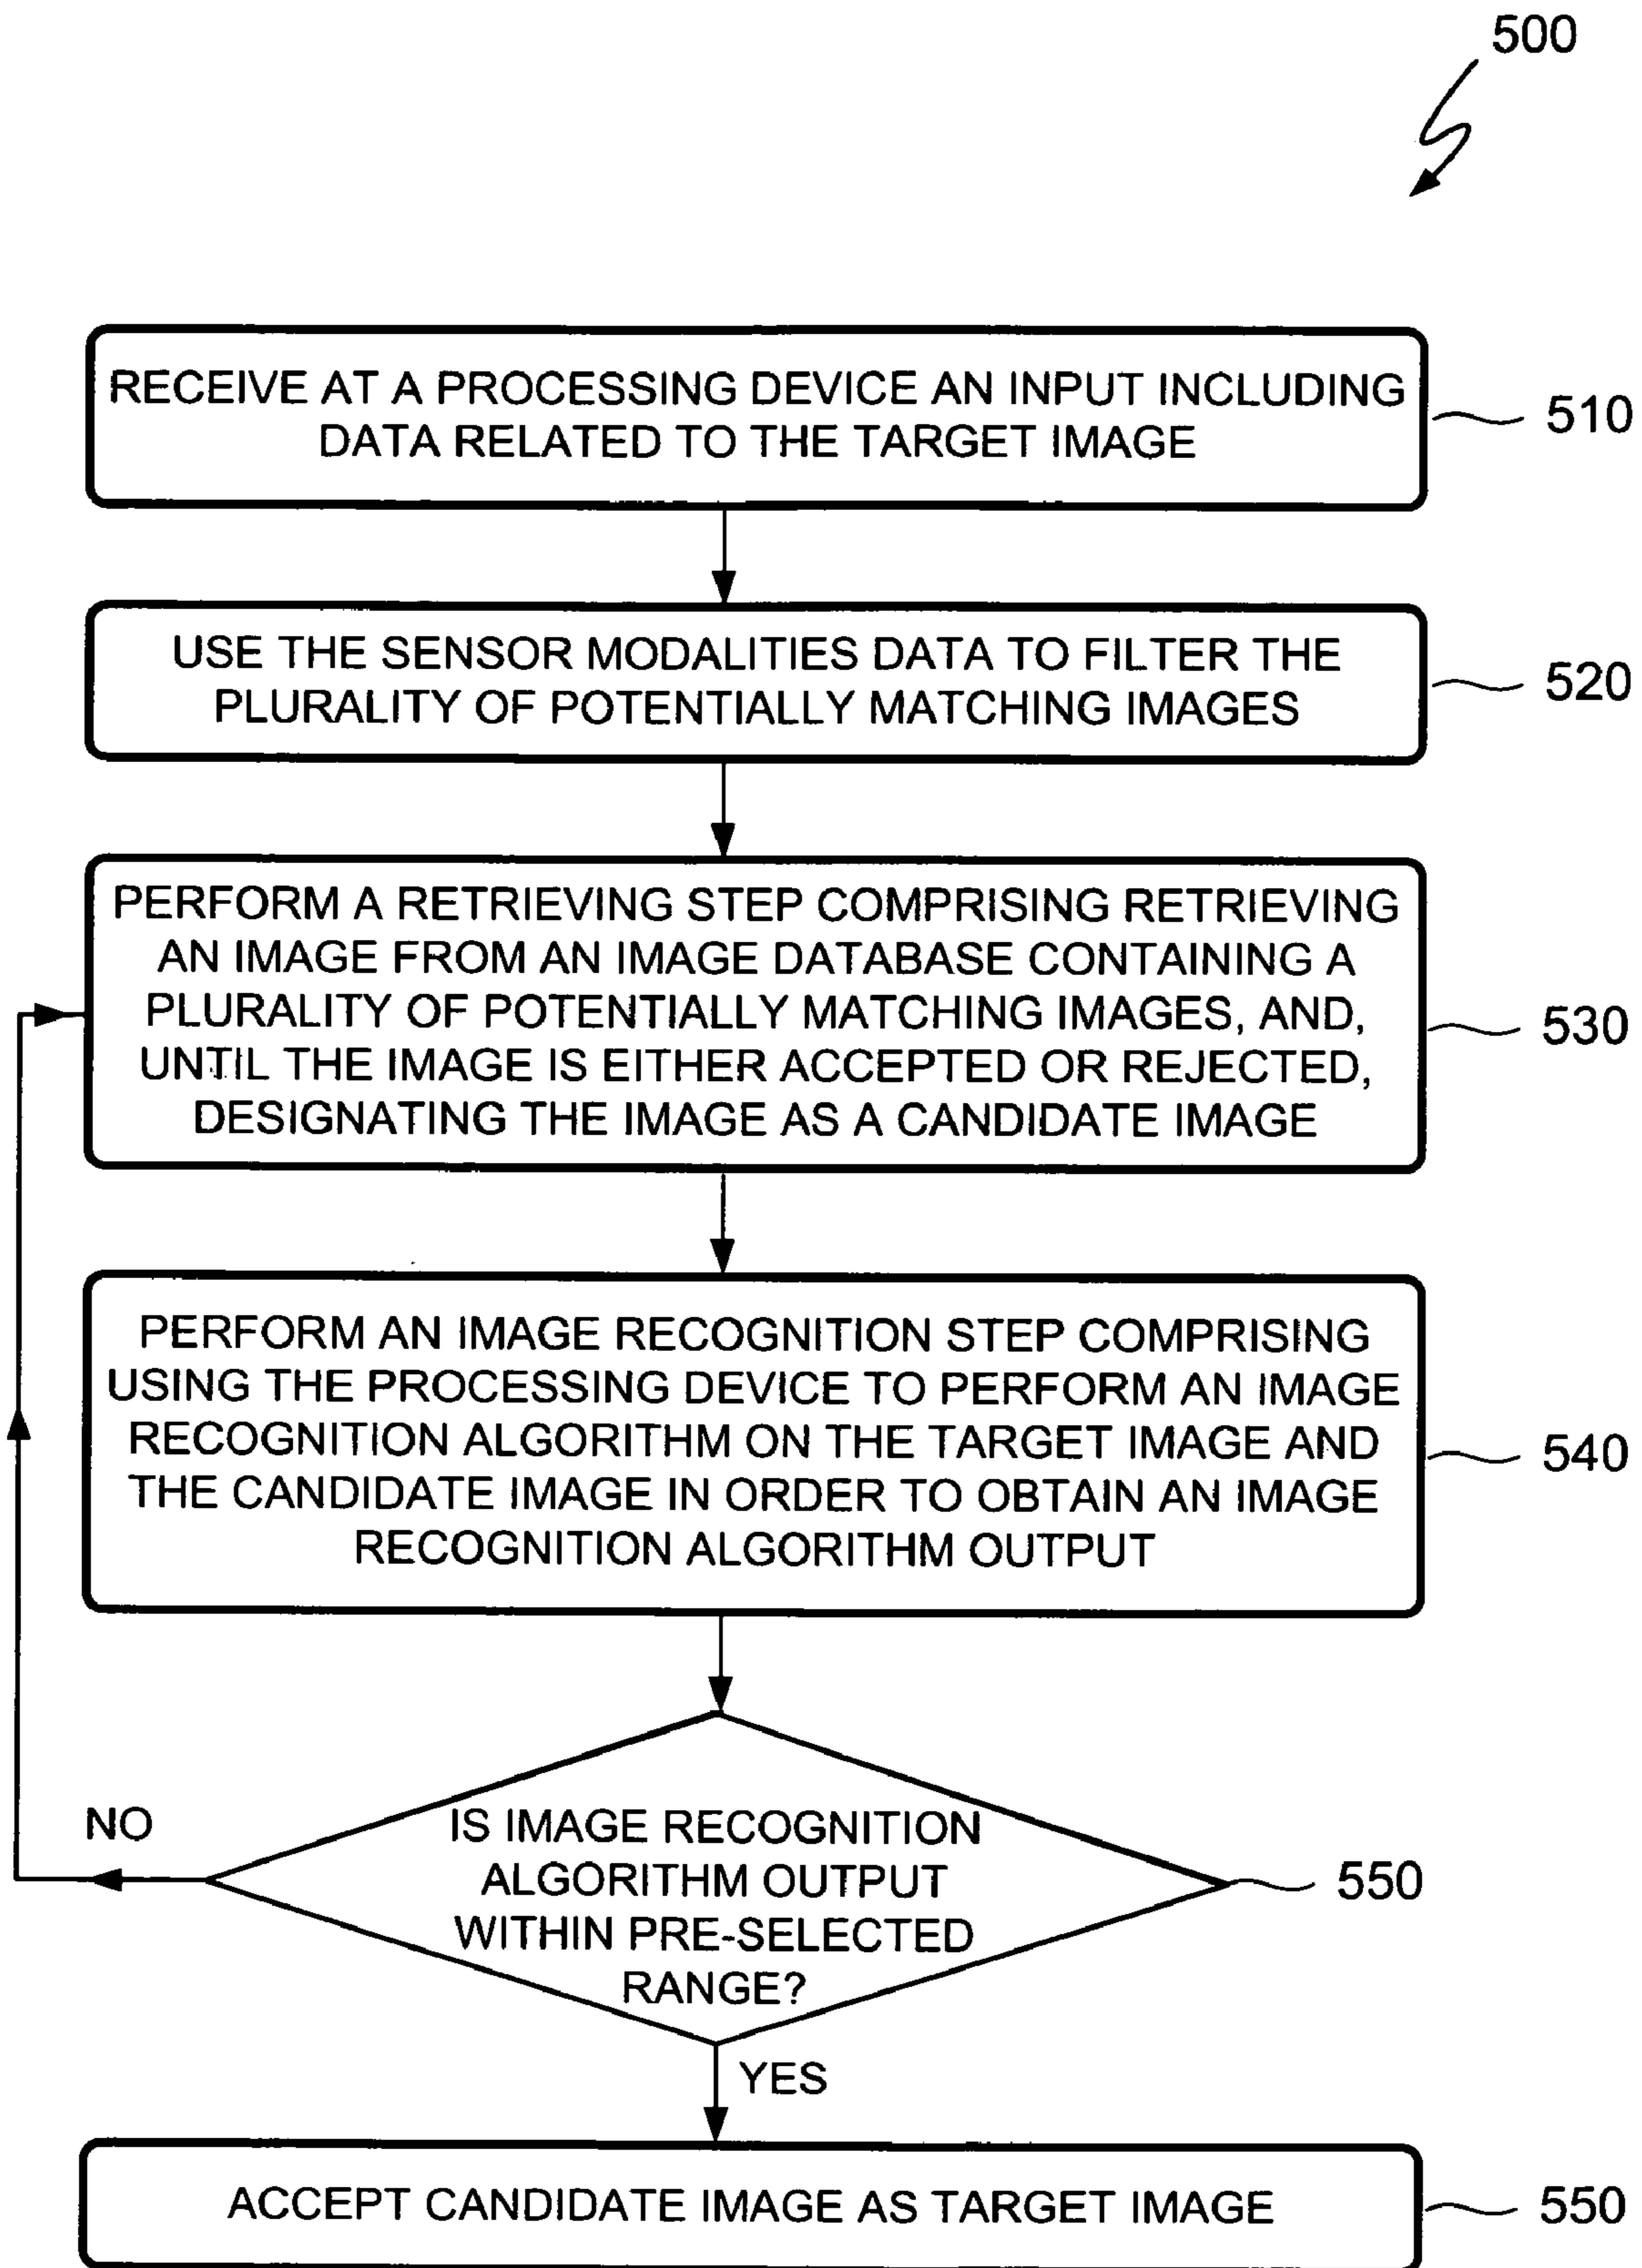 500
RECEIVE AT A PROCESSING DEVICE AN INPUT INCLUDING
DATA RELATED TO THE TARGET IMAGE
510
USE THE SENSOR MODALITIES DATA TO FILTER THE
PLURALITY OF POTENTIALLY MATCHING IMAGES
520
PERFORM A RETRIEVING STEP COMPRISING RETRIEVING
AN IMAGE FROM AN IMAGE DATABASE CONTAINING A
PLURALITY OF POTENTIALLY MATCHING IMAGES, AND,
UNTIL THE IMAGE IS EITHER ACCEPTED OR REJECTED,
DESIGNATING THE IMAGE AS A CANDIDATE IMAGE
530
PERFORM AN IMAGE RECOGNITION STEP COMPRISING
USING THE PROCESSING DEVICE TO PERFORM AN IMAGE
RECOGNITION ALGORITHM ON THE TARGET IMAGE AND
THE CANDIDATE IMAGE IN ORDER TO OBTAIN AN IMAGE
RECOGNITION ALGORITHM OUTPUT
540
NO
IS IMAGE RECOGNITION
ALGORITHM OUTPUT
WITHIN PRE-SELECTED
RANGE?
550
YES
ACCEPT CANDIDATE IMAGE AS TARGET IMAGE
550